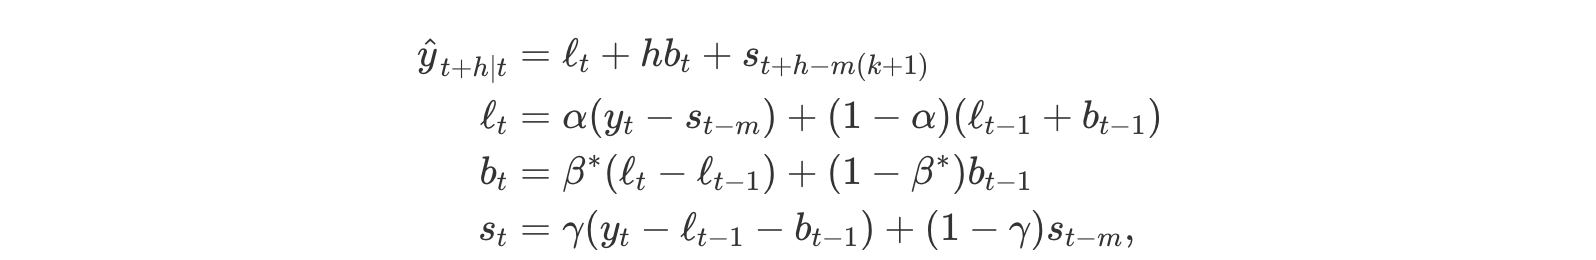 ŷ_{t+h|t} = ℓ_t + hb_t + s_{t+h−m(k+1)}
ℓ_t = α(y_t − s_{t−m}) + (1 − α)(ℓ_{t−1} + b_{t−1})
b_t = β*(ℓ_t − ℓ_{t−1}) + (1 − β*)b_{t−1}
s_t = γ(y_t − ℓ_{t−1} − b_{t−1}) + (1 − γ)s_{t−m},